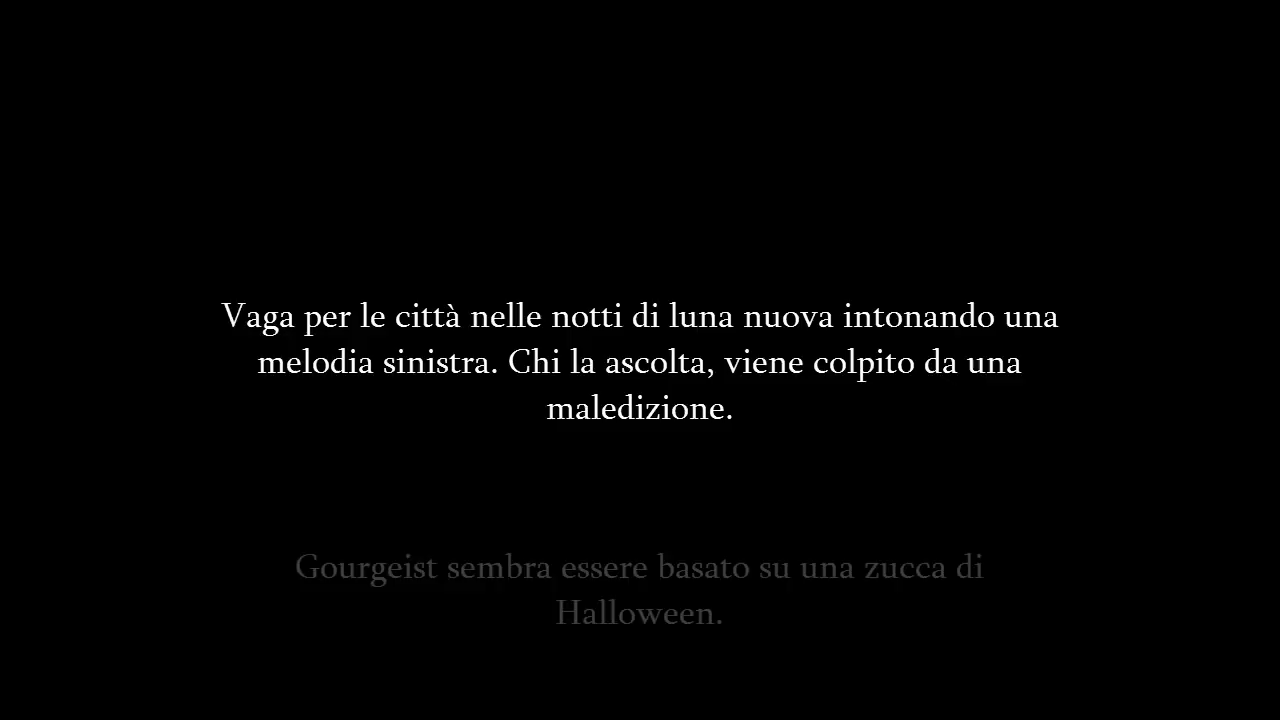 Vaga per le città nelle notti di luna nuova intonando una
melodia sinistra. Chi la ascolta, viene colpito da una
maledizione.
Gourgeist sembra essere basato su una zucca di
Halloween.